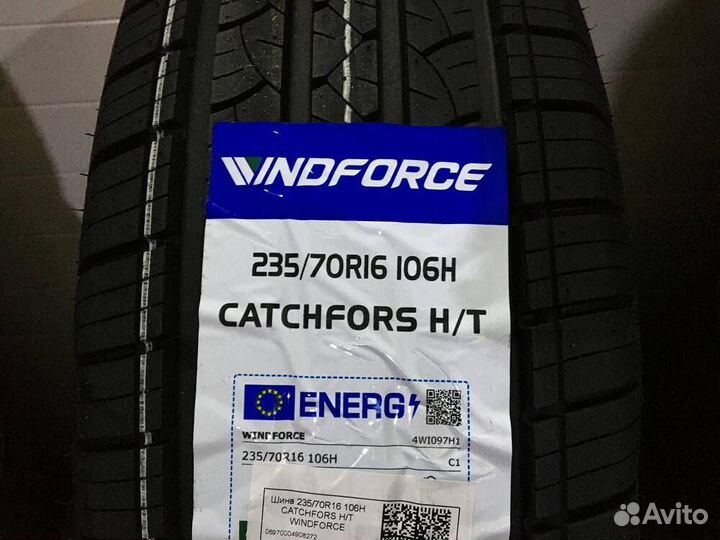 WINDFORCE
235/70R16 106H
CATCHFORS H/T
ENERG
WINDFORCE 4WI097H1
235/70R16 106H C1
Шина 235/70R16 106H
CATCHFORS H/T
WINDFORCE
06970004908272
Avito